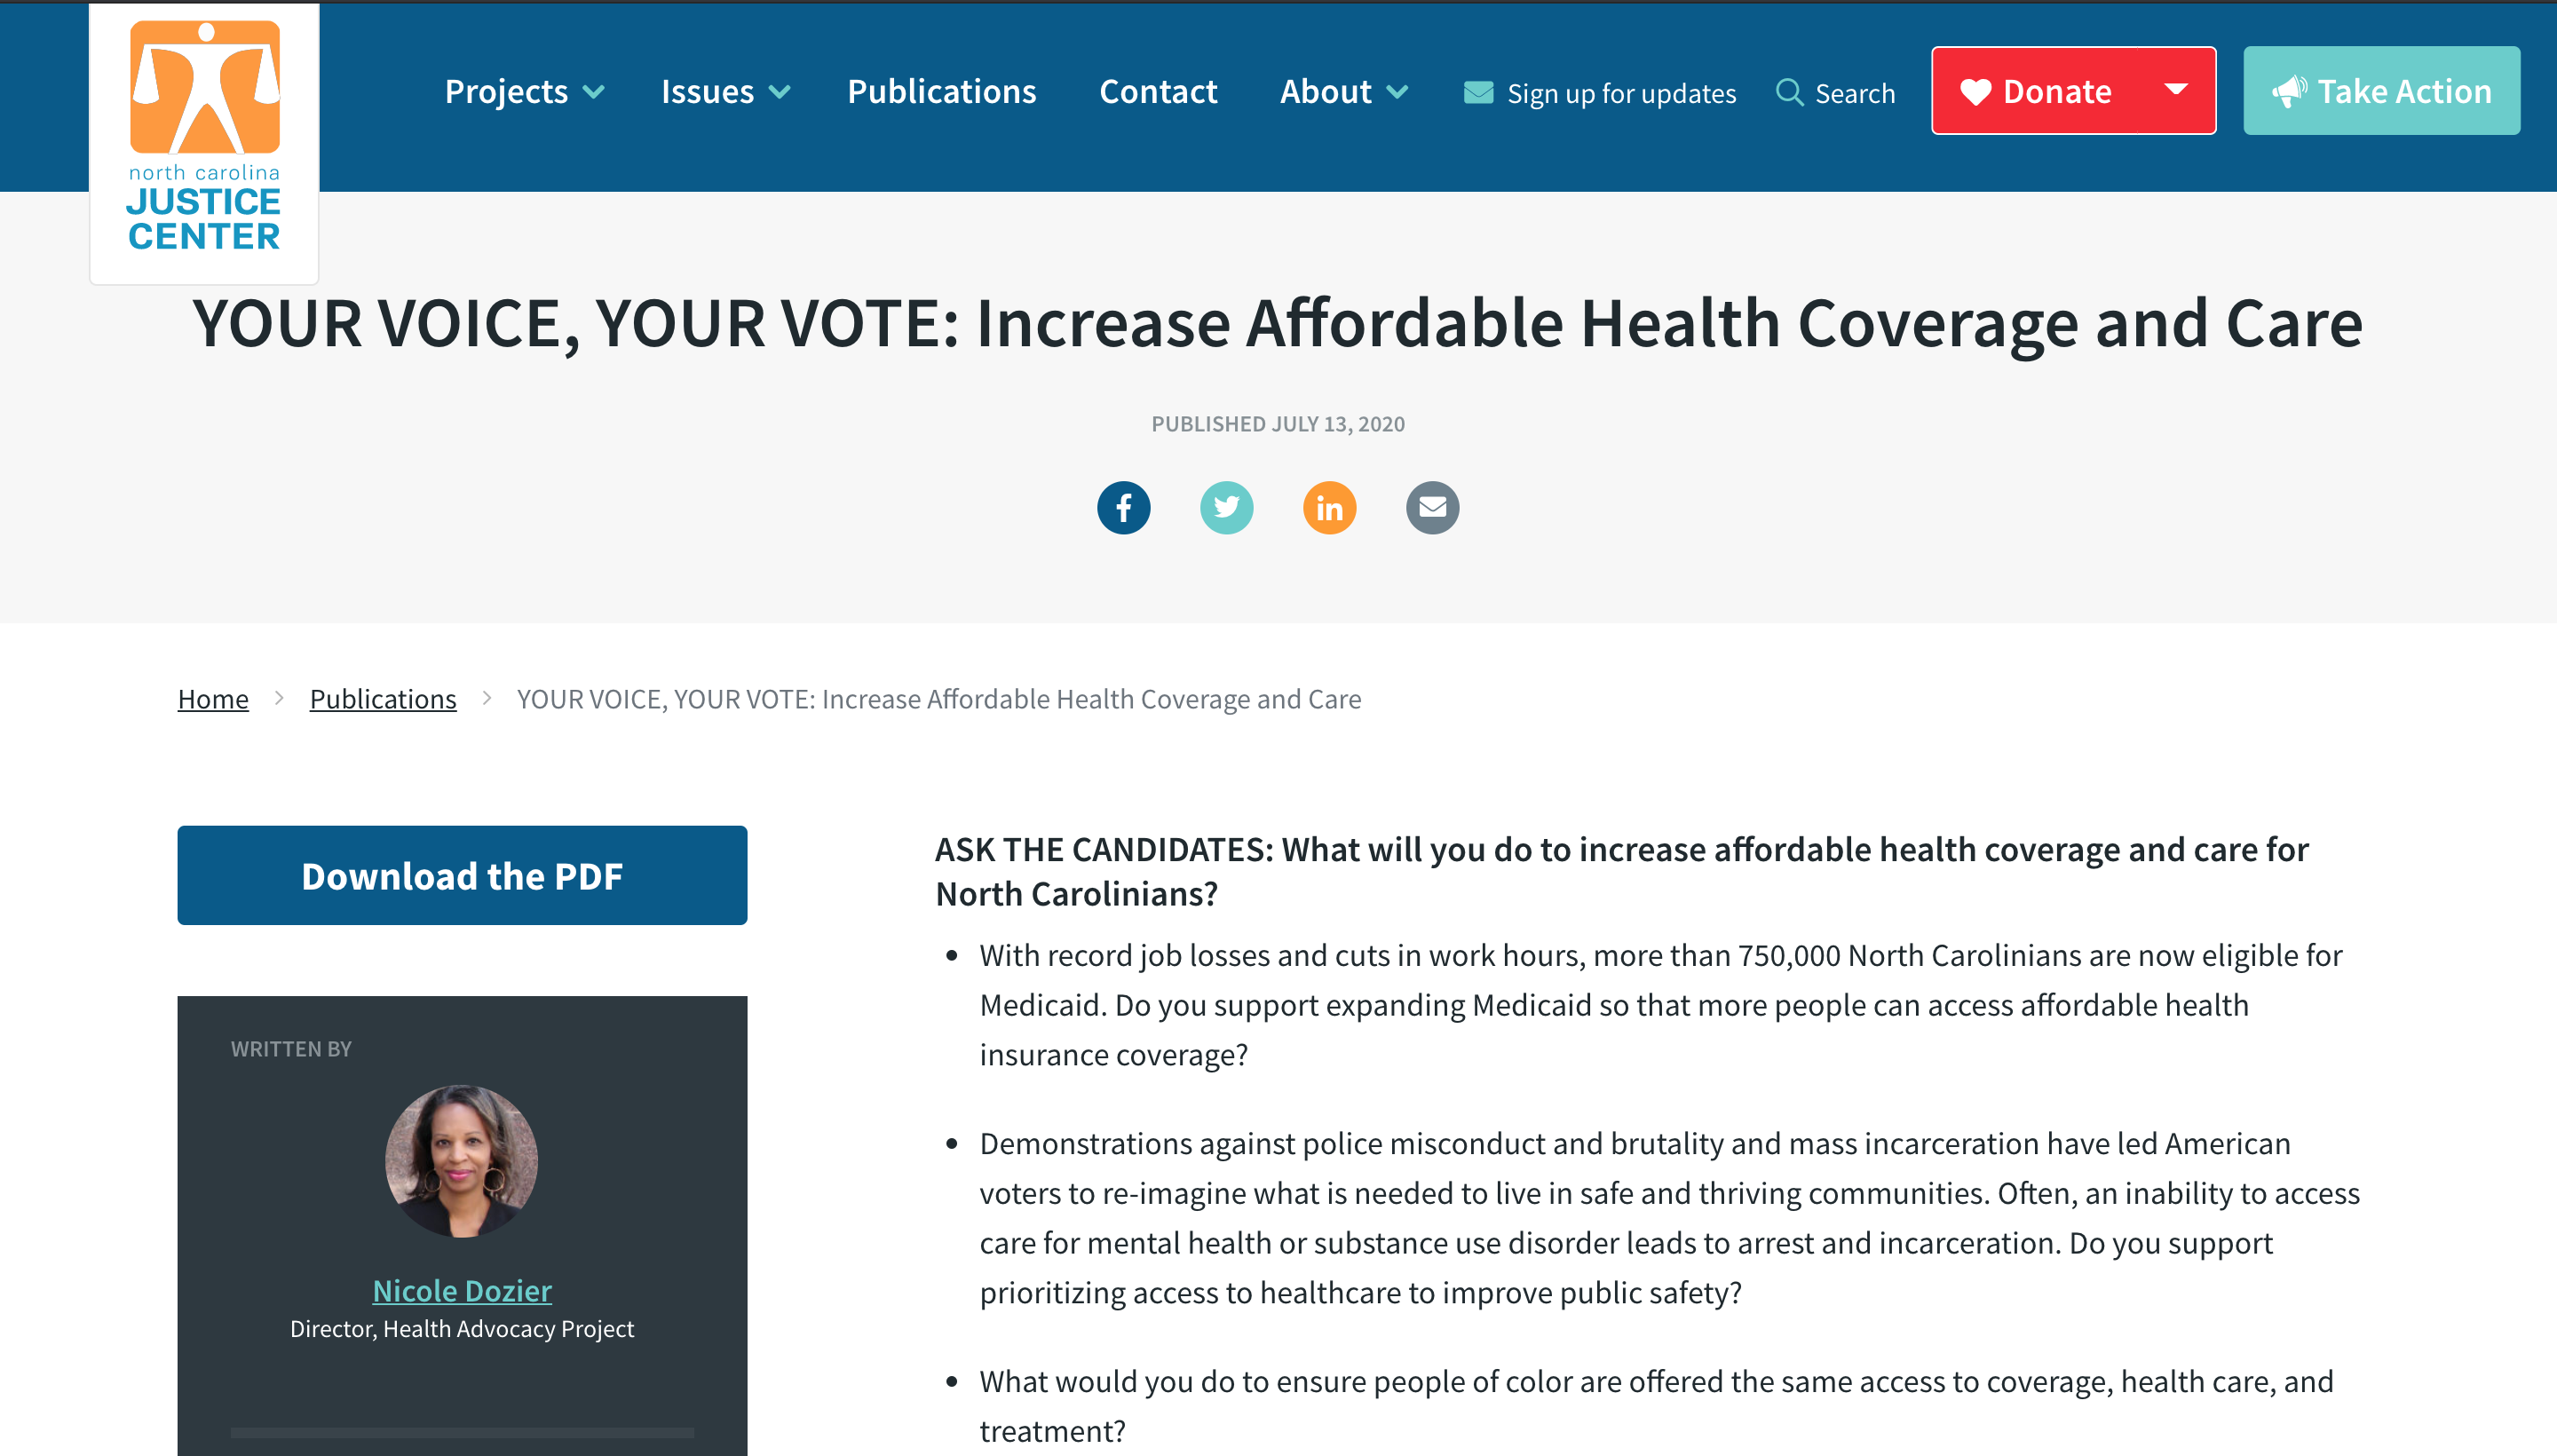 north carolina
JUSTICE
CENTER
Projects
Issues
Publications
Contact
About
Sign up for updates
Search
Donate
Take Action
YOUR VOICE, YOUR VOTE: Increase Affordable Health Coverage and Care
PUBLISHED JULY 13, 2020
Home
Publications
YOUR VOICE, YOUR VOTE: Increase Affordable Health Coverage and Care
Download the PDF
WRITTEN BY
Nicole Dozier
Director, Health Advocacy Project
ASK THE CANDIDATES: What will you do to increase affordable health coverage and care for
North Carolinians?
With record job losses and cuts in work hours, more than 750,000 North Carolinians are now eligible for
Medicaid. Do you support expanding Medicaid so that more people can access affordable health
insurance coverage?
Demonstrations against police misconduct and brutality and mass incarceration have led American
voters to re-imagine what is needed to live in safe and thriving communities. Often, an inability to access
care for mental health or substance use disorder leads to arrest and incarceration. Do you support
prioritizing access to healthcare to improve public safety?
What would you do to ensure people of color are offered the same access to coverage, health care, and
treatment?